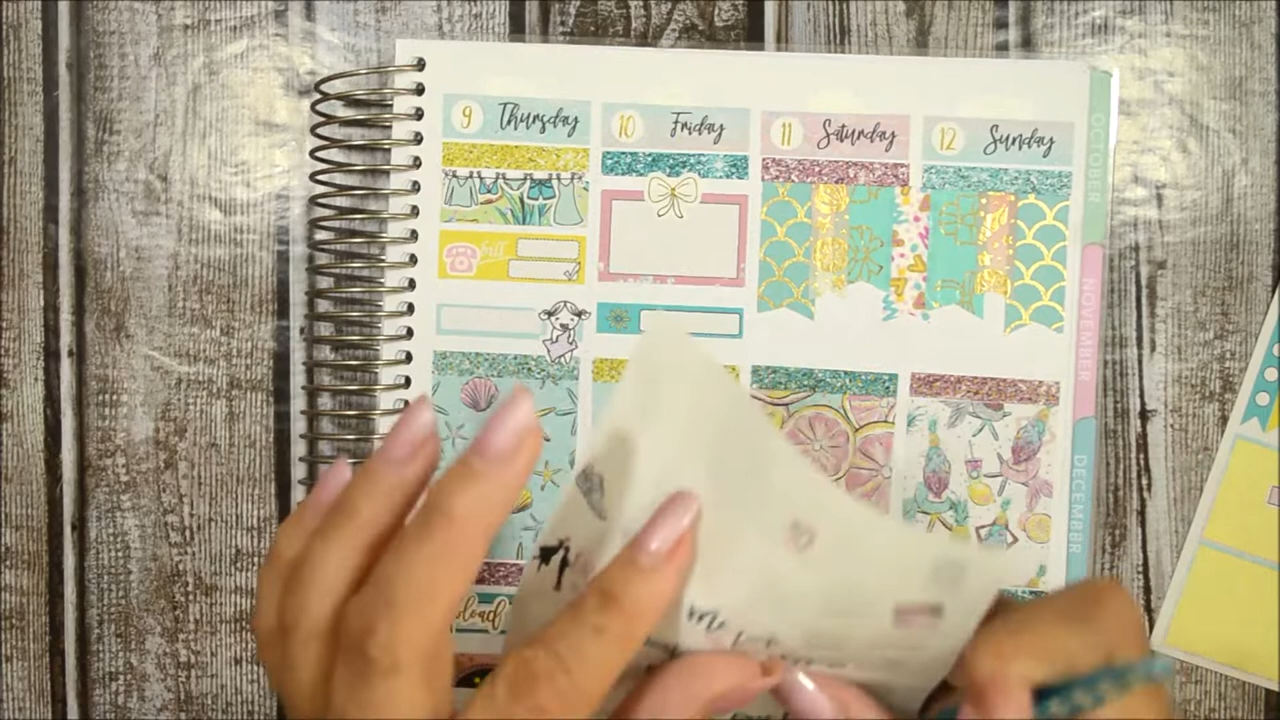 9 Thursday
10 Friday
11 Saturday
12 Sunday
OCTOBER
NOVEMBER
DECEMBER